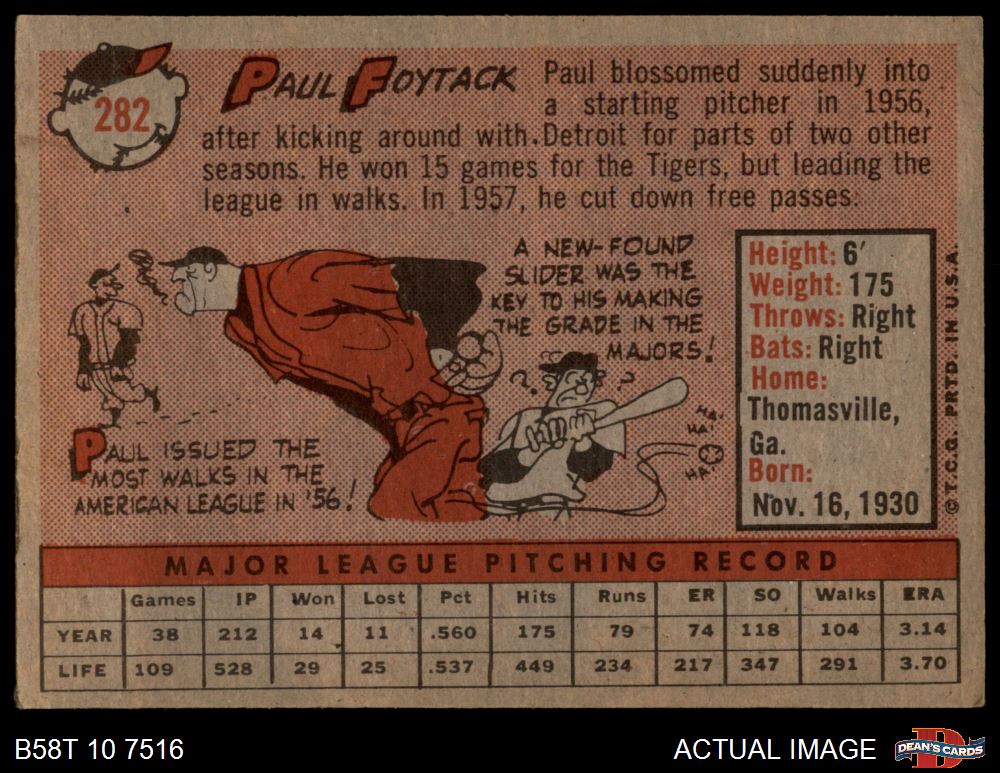 282
PAUL FOYTACK
Paul blossomed suddenly into
a starting pitcher in 1956,
after kicking around with Detroit for parts of two other
seasons. He won 15 games for the Tigers, but leading the
league in walks. In 1957, he cut down free passes.
A NEW-FOUND
SLIDER WAS THE
KEY TO HIS MAKING
THE GRADE IN THE
MAJORS!
? ?
HA!
HA!
HA
PAUL ISSUED THE
MOST WALKS IN THE
AMERICAN LEAGUE IN '56!
Height: 6'
Weight: 175
Throws: Right
Bats: Right
Home:
Thomasville,
Ga.
Born:
Nov. 16, 1930
© T.C.G. PRTD. IN U.S.A.
MAJOR LEAGUE PITCHING RECORD
Games IP Won Lost Pct Hits Runs ER SO Walks ERA
YEAR 38 212 14 11 .560 175 79 74 118 104 3.14
LIFE 109 528 29 25 .537 449 234 217 347 291 3.70
B58T 10 7516
ACTUAL IMAGE
D
DEAN'S CARDS